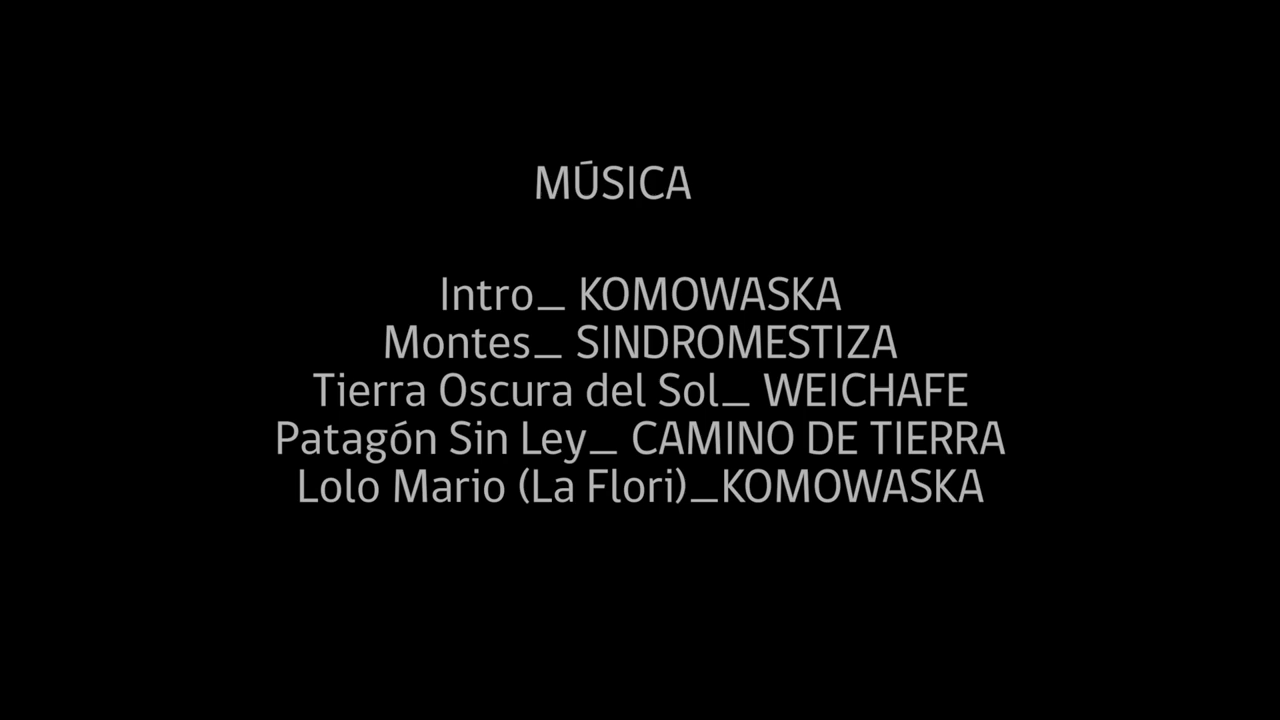 MÚSICA
Intro_ KOMOWASKA
Montes_ SINDROMESTIZA
Tierra Oscura del Sol_ WEICHAFE
Patagón Sin Ley_ CAMINO DE TIERRA
Lolo Mario (La Flori)_KOMOWASKA